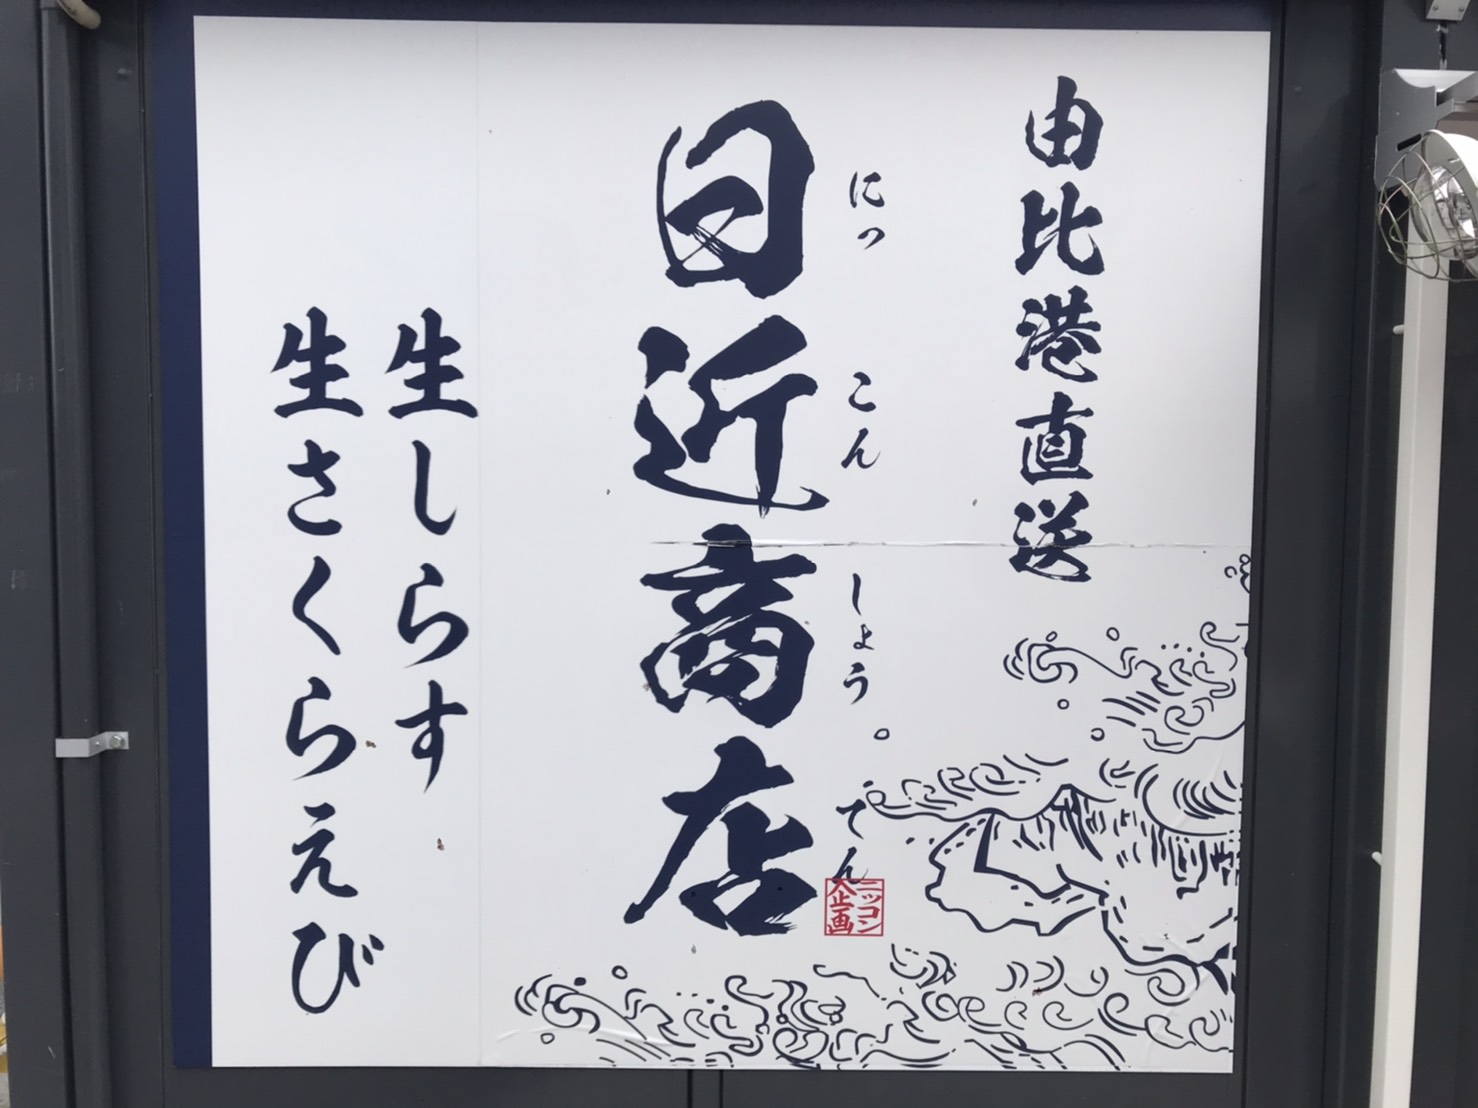 由比港直送
日近商店
にっこんしょうてん
生しらす
生さくらえび
ニッコン
企画